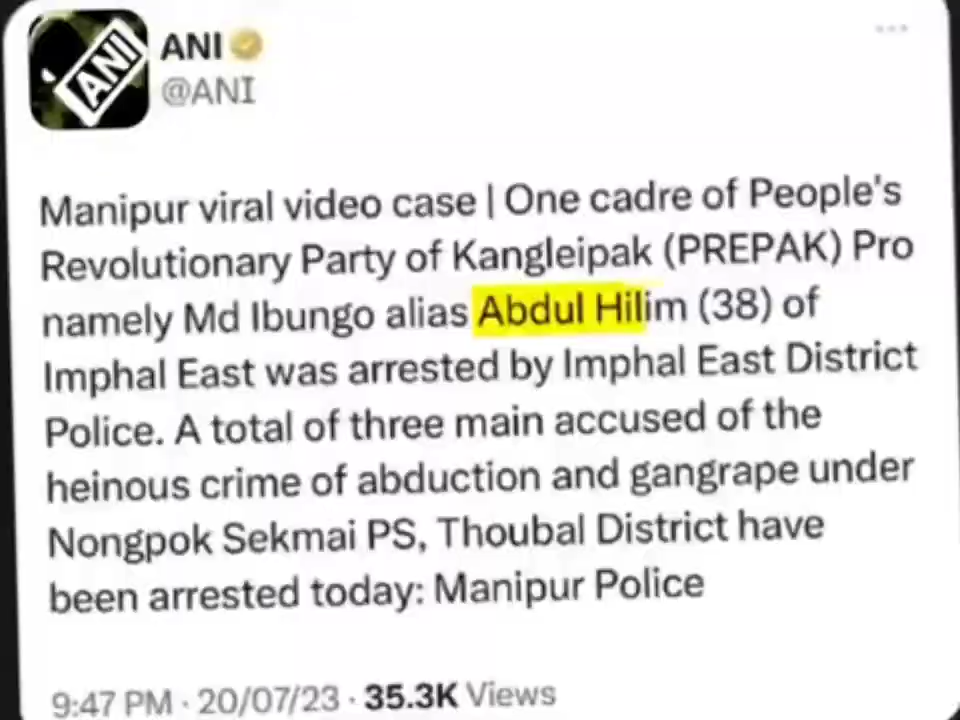 ANI
ANI
@ANI
Manipur viral video case | One cadre of People's
Revolutionary Party of Kangleipak (PREPAK) Pro
namely Md Ibungo alias Abdul Hilim (38) of
Imphal East was arrested by Imphal East District
Police. A total of three main accused of the
heinous crime of abduction and gangrape under
Nongpok Sekmai PS, Thoubal District have
been arrested today: Manipur Police
9:47 PM · 20/07/23 · 35.3K Views